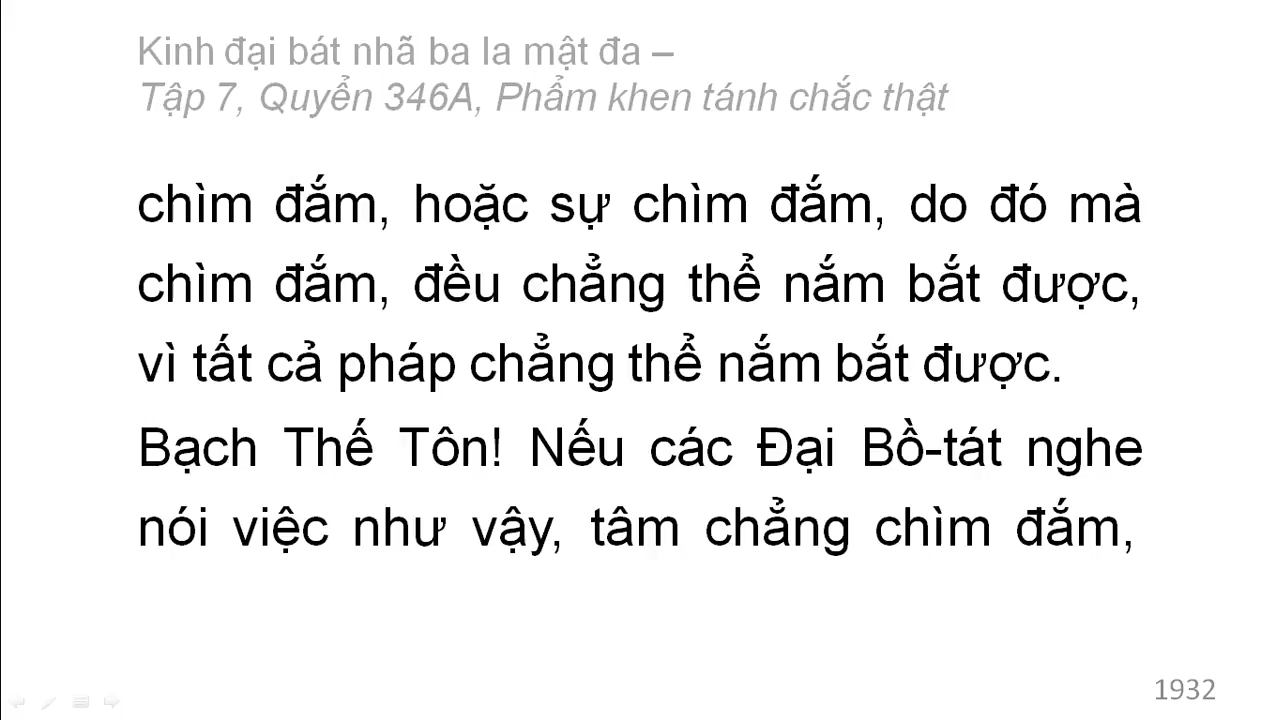 Kinh đại bát nhã ba la mật đa –
Tập 7, Quyển 346A, Phẩm khen tánh chắc thật
chìm đắm, hoặc sự chìm đắm, do đó mà
chìm đắm, đều chẳng thể nắm bắt được,
vì tất cả pháp chẳng thể nắm bắt được.
Bạch Thế Tôn! Nếu các Đại Bồ-tát nghe
nói việc như vậy, tâm chẳng chìm đắm,
1932